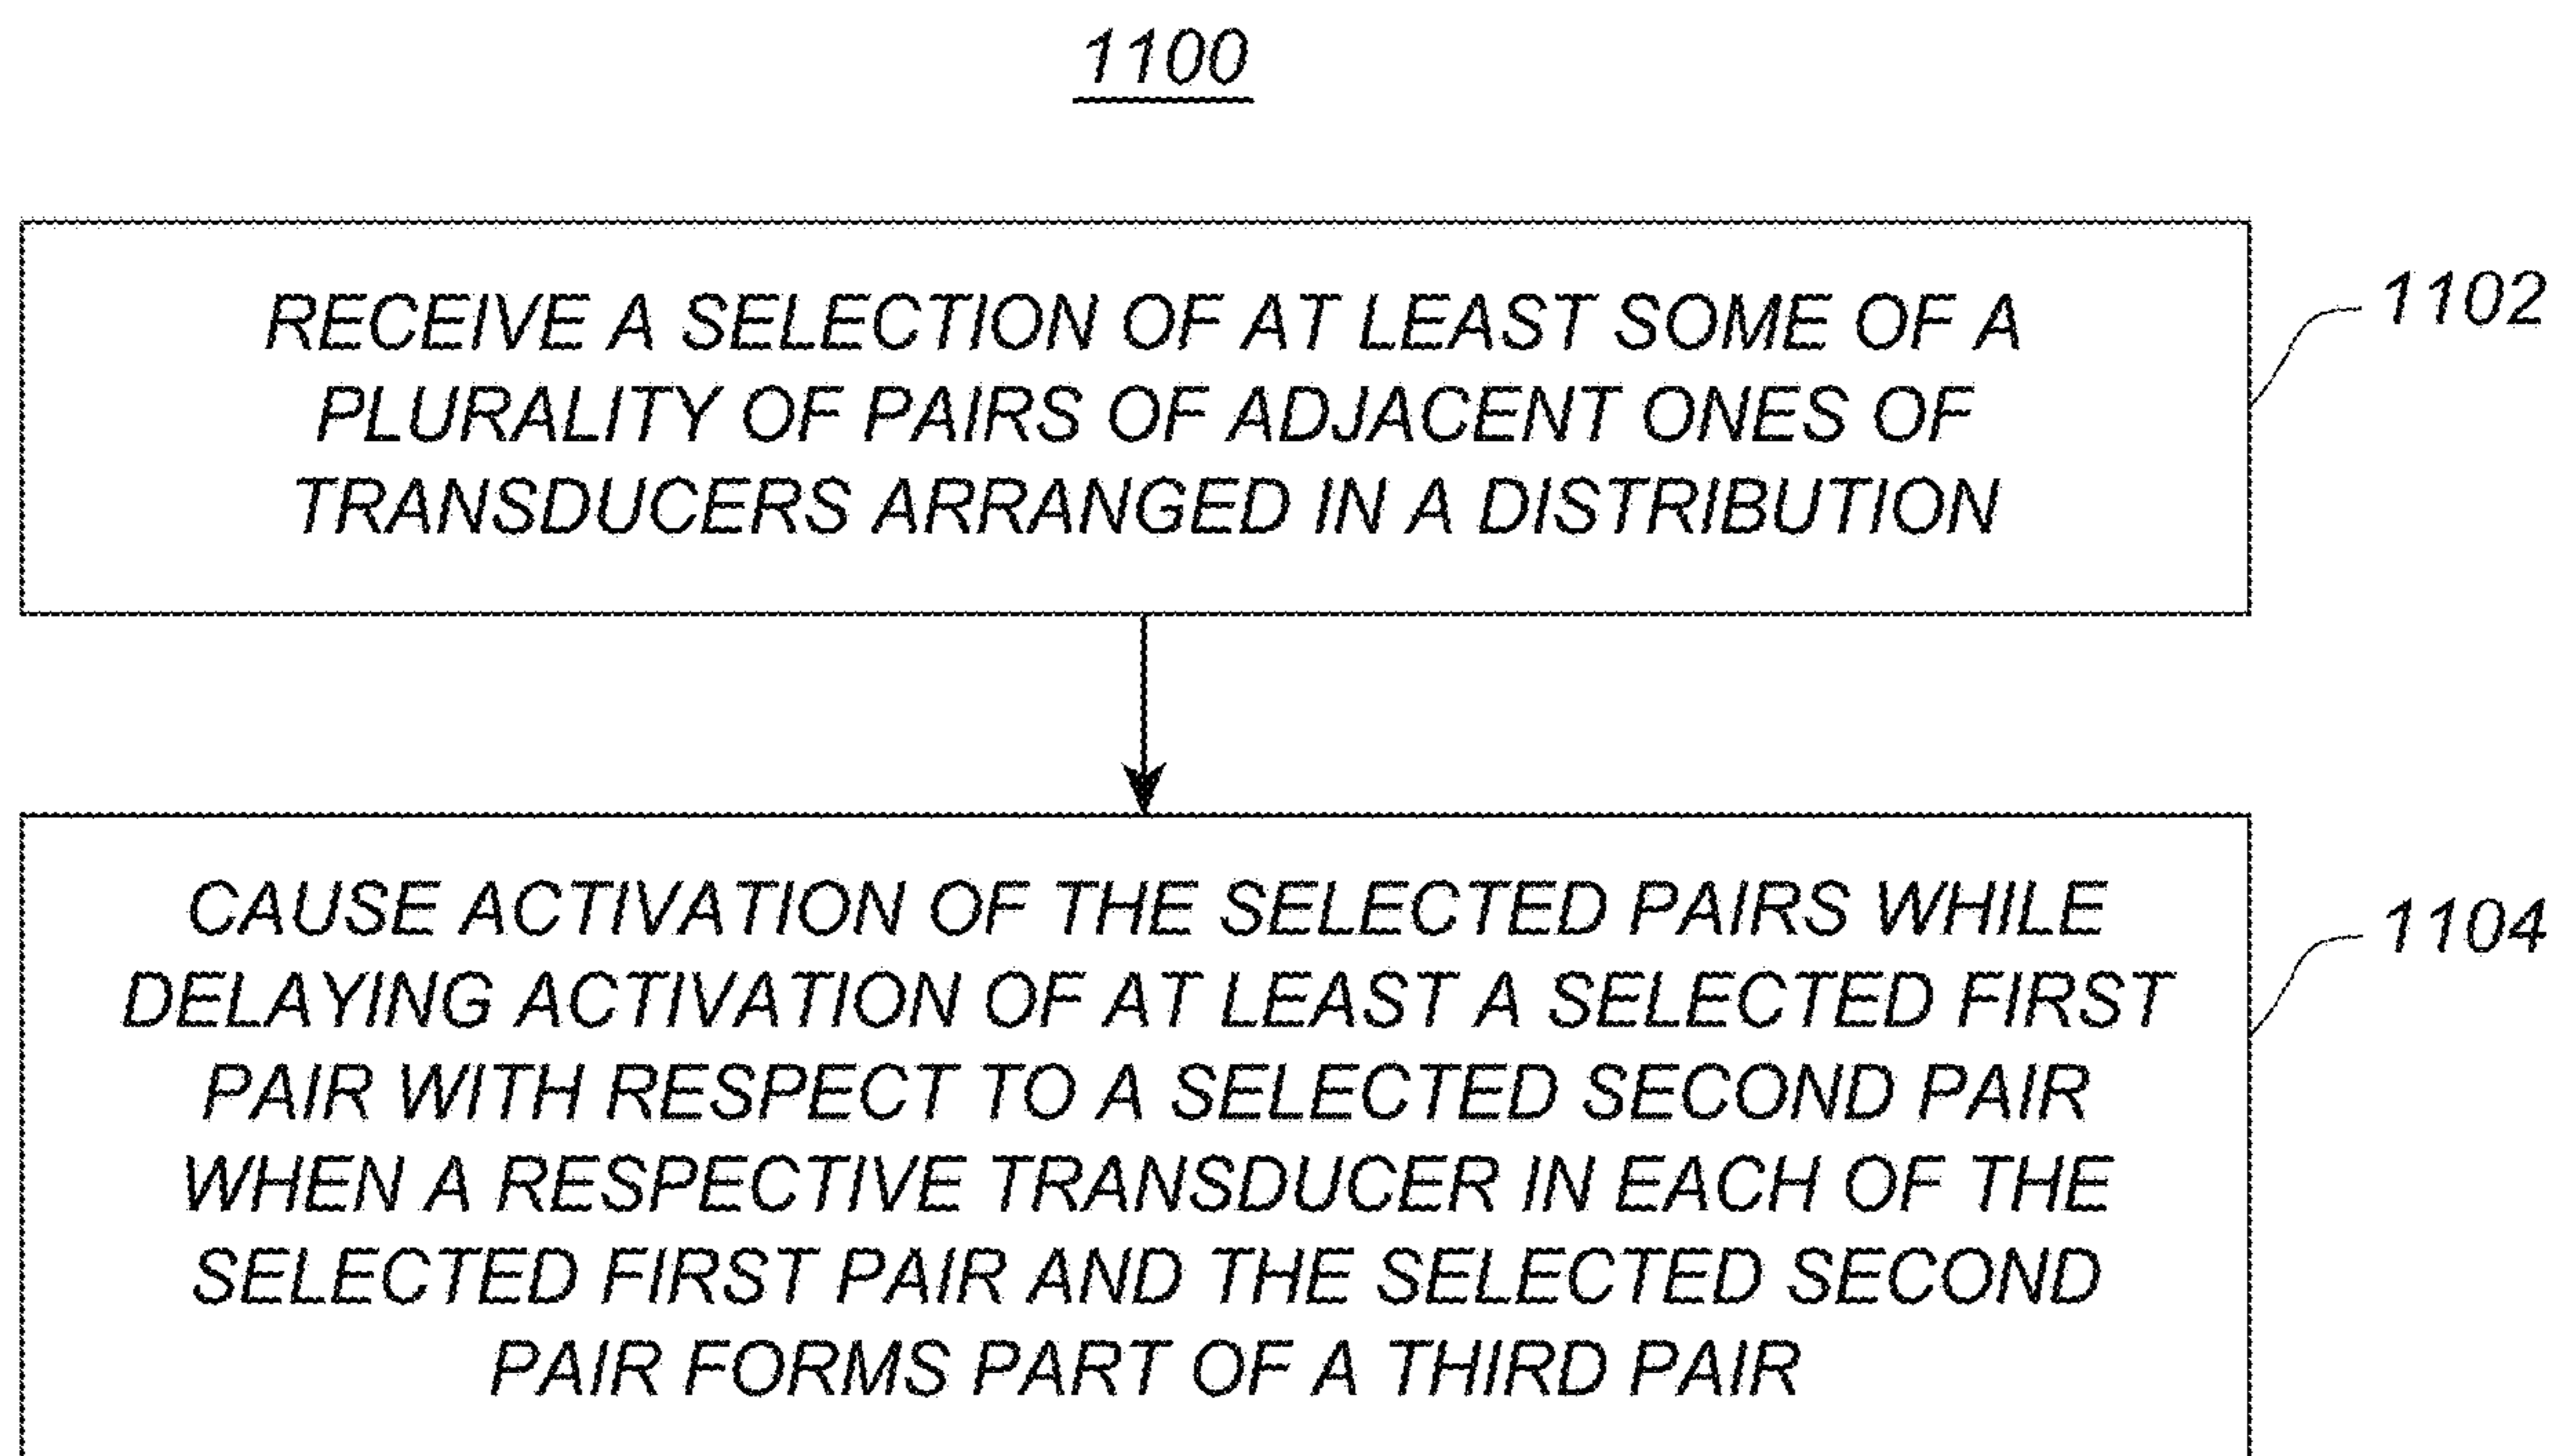 1100
RECEIVE A SELECTION OF AT LEAST SOME OF A
PLURALITY OF PAIRS OF ADJACENT ONES OF
TRANSDUCERS ARRANGED IN A DISTRIBUTION
1102
CAUSE ACTIVATION OF THE SELECTED PAIRS WHILE
DELAYING ACTIVATION OF AT LEAST A SELECTED FIRST
PAIR WITH RESPECT TO A SELECTED SECOND PAIR
WHEN A RESPECTIVE TRANSDUCER IN EACH OF THE
SELECTED FIRST PAIR AND THE SELECTED SECOND
PAIR FORMS PART OF A THIRD PAIR
1104